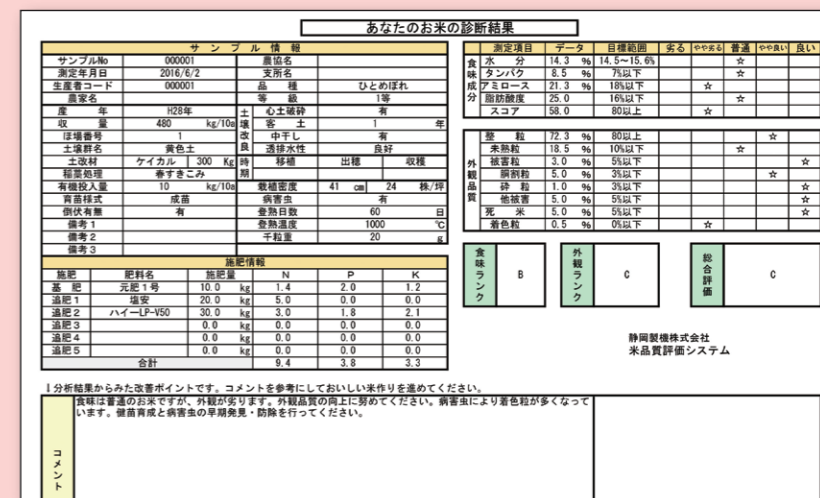 あなたのお米の診断結果
サンプル情報
サンプルNo 000001 農協名
測定年月日 2016/6/2 支所名
生産者コード 000001 品種 ひとめぼれ
農家名 等級 1等
産年 H28年 土壌改良 心土破砕 有
収量 480 kg/10a 客土 1 年
ほ場番号 1 中干し 有
土壌群名 黄色土 透排水性 良好
土改材 ケイカル 300 Kg 時期 移植 出穂 収穫
稲藁処理 春すきこみ
有機投入量 10 kg/10a 栽植密度 41 cm 24 株/坪
育苗様式 成苗 病害虫 有
倒伏有無 有 登熟日数 60 日
備考1 登熟温度 1000 ℃
備考2 千粒重 20 g
備考3
施肥情報
施肥 肥料名 施肥量 N P K
基肥 元肥1号 10.0 kg 1.4 2.0 1.2
追肥1 塩安 20.0 kg 5.0 0.0 0.0
追肥2 ハイーLP-V50 30.0 kg 3.0 1.8 2.1
追肥3 0.0 kg 0.0 0.0 0.0
追肥4 0.0 kg 0.0 0.0 0.0
追肥5 0.0 kg 0.0 0.0 0.0
合計 9.4 3.8 3.3
測定項目 データ 目標範囲 劣る やや劣る 普通 やや良い 良い
食味成分
水分 14.3 % 14.5~15.6% ☆
タンパク 8.5 % 7%以下 ☆
アミロース 21.3 % 18%以下 ☆
脂肪酸度 25.0 16%以下 ☆
スコア 58.0 80以上 ☆
外観品質
整粒 72.3 % 80以上 ☆
未熟粒 18.5 % 10%以下 ☆
被害粒 3.0 % 5%以下 ☆
胴割粒 5.0 % 3%以下 ☆
砕粒 1.0 % 3%以下 ☆
他被害 5.0 % 5%以下 ☆
死米 5.0 % 5%以下 ☆
着色粒 0.5 % 0%以下 ☆
食味ランク B 外観ランク C 総合評価 C
静岡製機株式会社
米品質評価システム
↓分析結果からみた改善ポイントです。コメントを参考にしておいしい米作りを進めてください。
コメント
食味は普通のお米ですが、外観が劣ります。外観品質の向上に努めてください。病害虫により着色粒が多くなって
います。健苗育成と病害虫の早期発見・防除を行ってください。